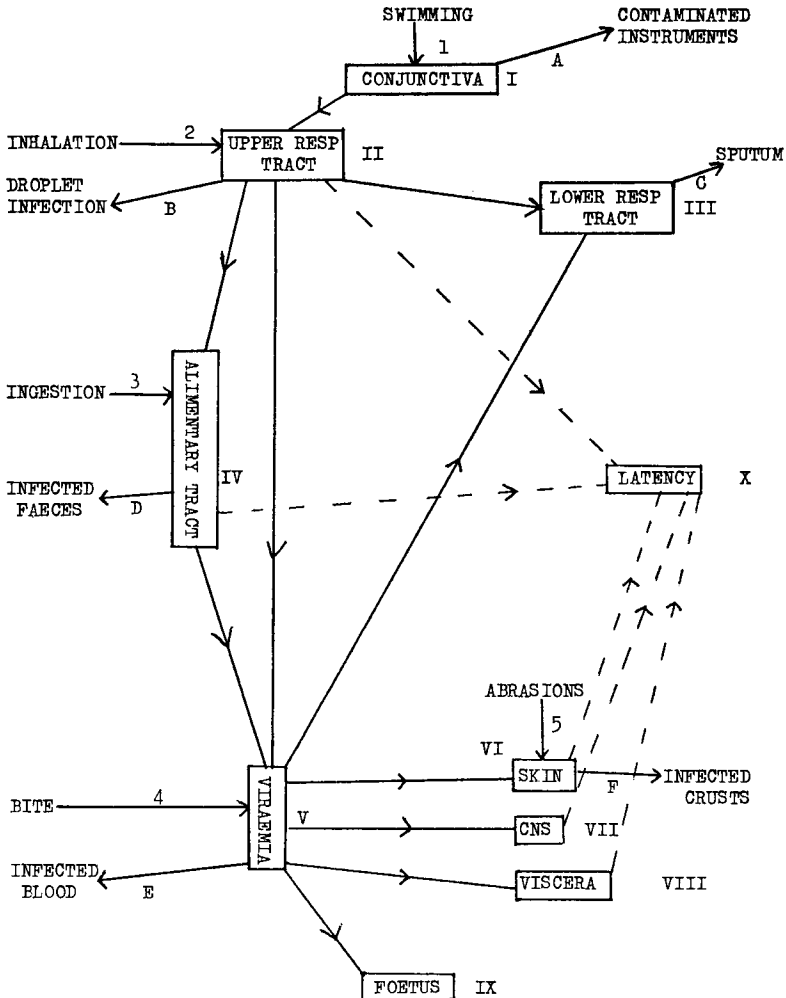 SWIMMING
CONTAMINATED
INSTRUMENTS
1
A
CONJUNCTIVA
I
INHALATION
2
UPPER RESP
TRACT
II
SPUTUM
C
DROPLET
INFECTION
B
LOWER RESP
TRACT
III
INGESTION
3
ALIMENTARY TRACT
IV
INFECTED
FAECES
D
LATENCY
X
ABRASIONS
5
VI
SKIN
F
INFECTED
CRUSTS
BITE
4
VIRAEMIA
V
CNS
VII
INFECTED
BLOOD
E
VISCERA
VIII
FOETUS
IX